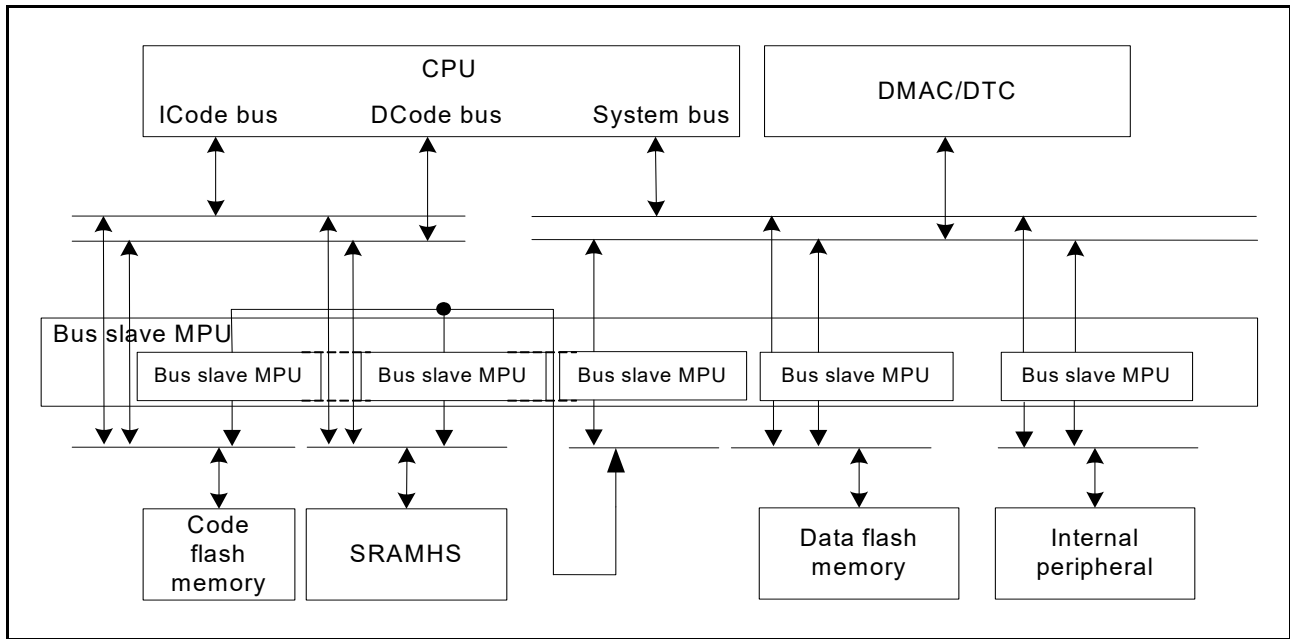 CPU
DMAC/DTC
ICode bus
DCode bus
System bus
Bus slave MPU
Bus slave MPU
Bus slave MPU
Bus slave MPU
Bus slave MPU
Bus slave MPU
Code
flash
memory
SRAMHS
Data flash
memory
Internal
peripheral